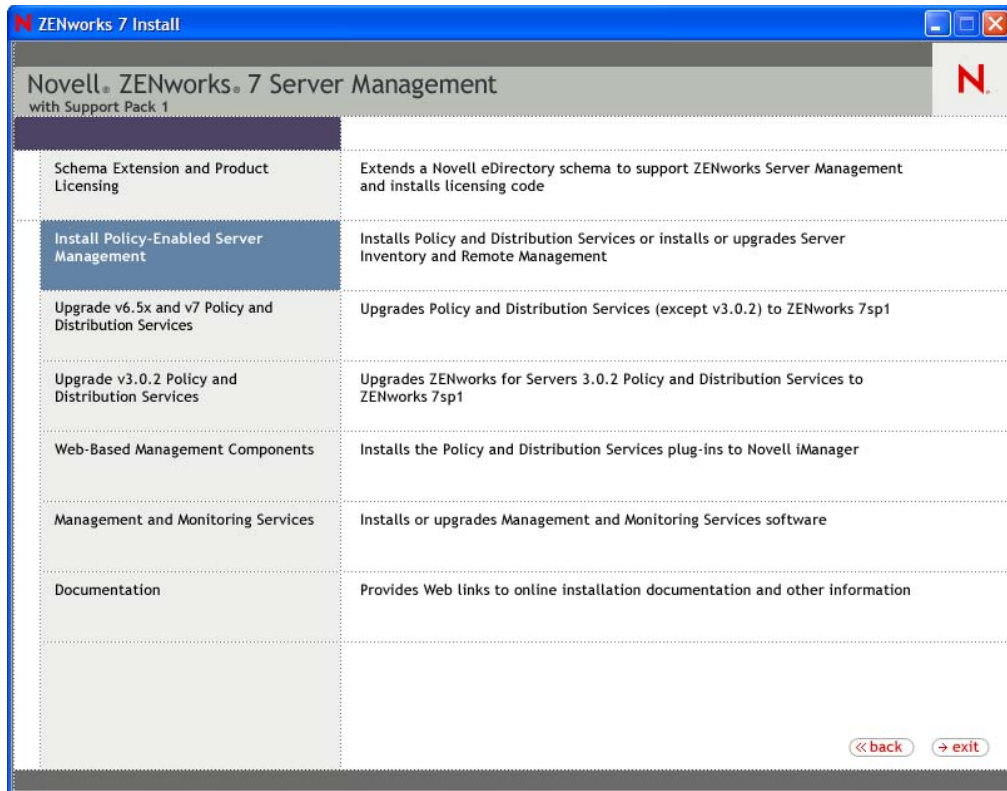 ZENworks 7 Install
Novell® ZENworks® 7 Server Management
with Support Pack 1
N®
Schema Extension and Product
Licensing
Extends a Novell eDirectory schema to support ZENworks Server Management
and installs licensing code
Install Policy-Enabled Server
Management
Installs Policy and Distribution Services or installs or upgrades Server
Inventory and Remote Management
Upgrade v6.5x and v7 Policy and
Distribution Services
Upgrades Policy and Distribution Services (except v3.0.2) to ZENworks 7sp1
Upgrade v3.0.2 Policy and
Distribution Services
Upgrades ZENworks for Servers 3.0.2 Policy and Distribution Services to
ZENworks 7sp1
Web-Based Management Components
Installs the Policy and Distribution Services plug-ins to Novell iManager
Management and Monitoring Services
Installs or upgrades Management and Monitoring Services software
Documentation
Provides Web links to online installation documentation and other information
« back
→ exit